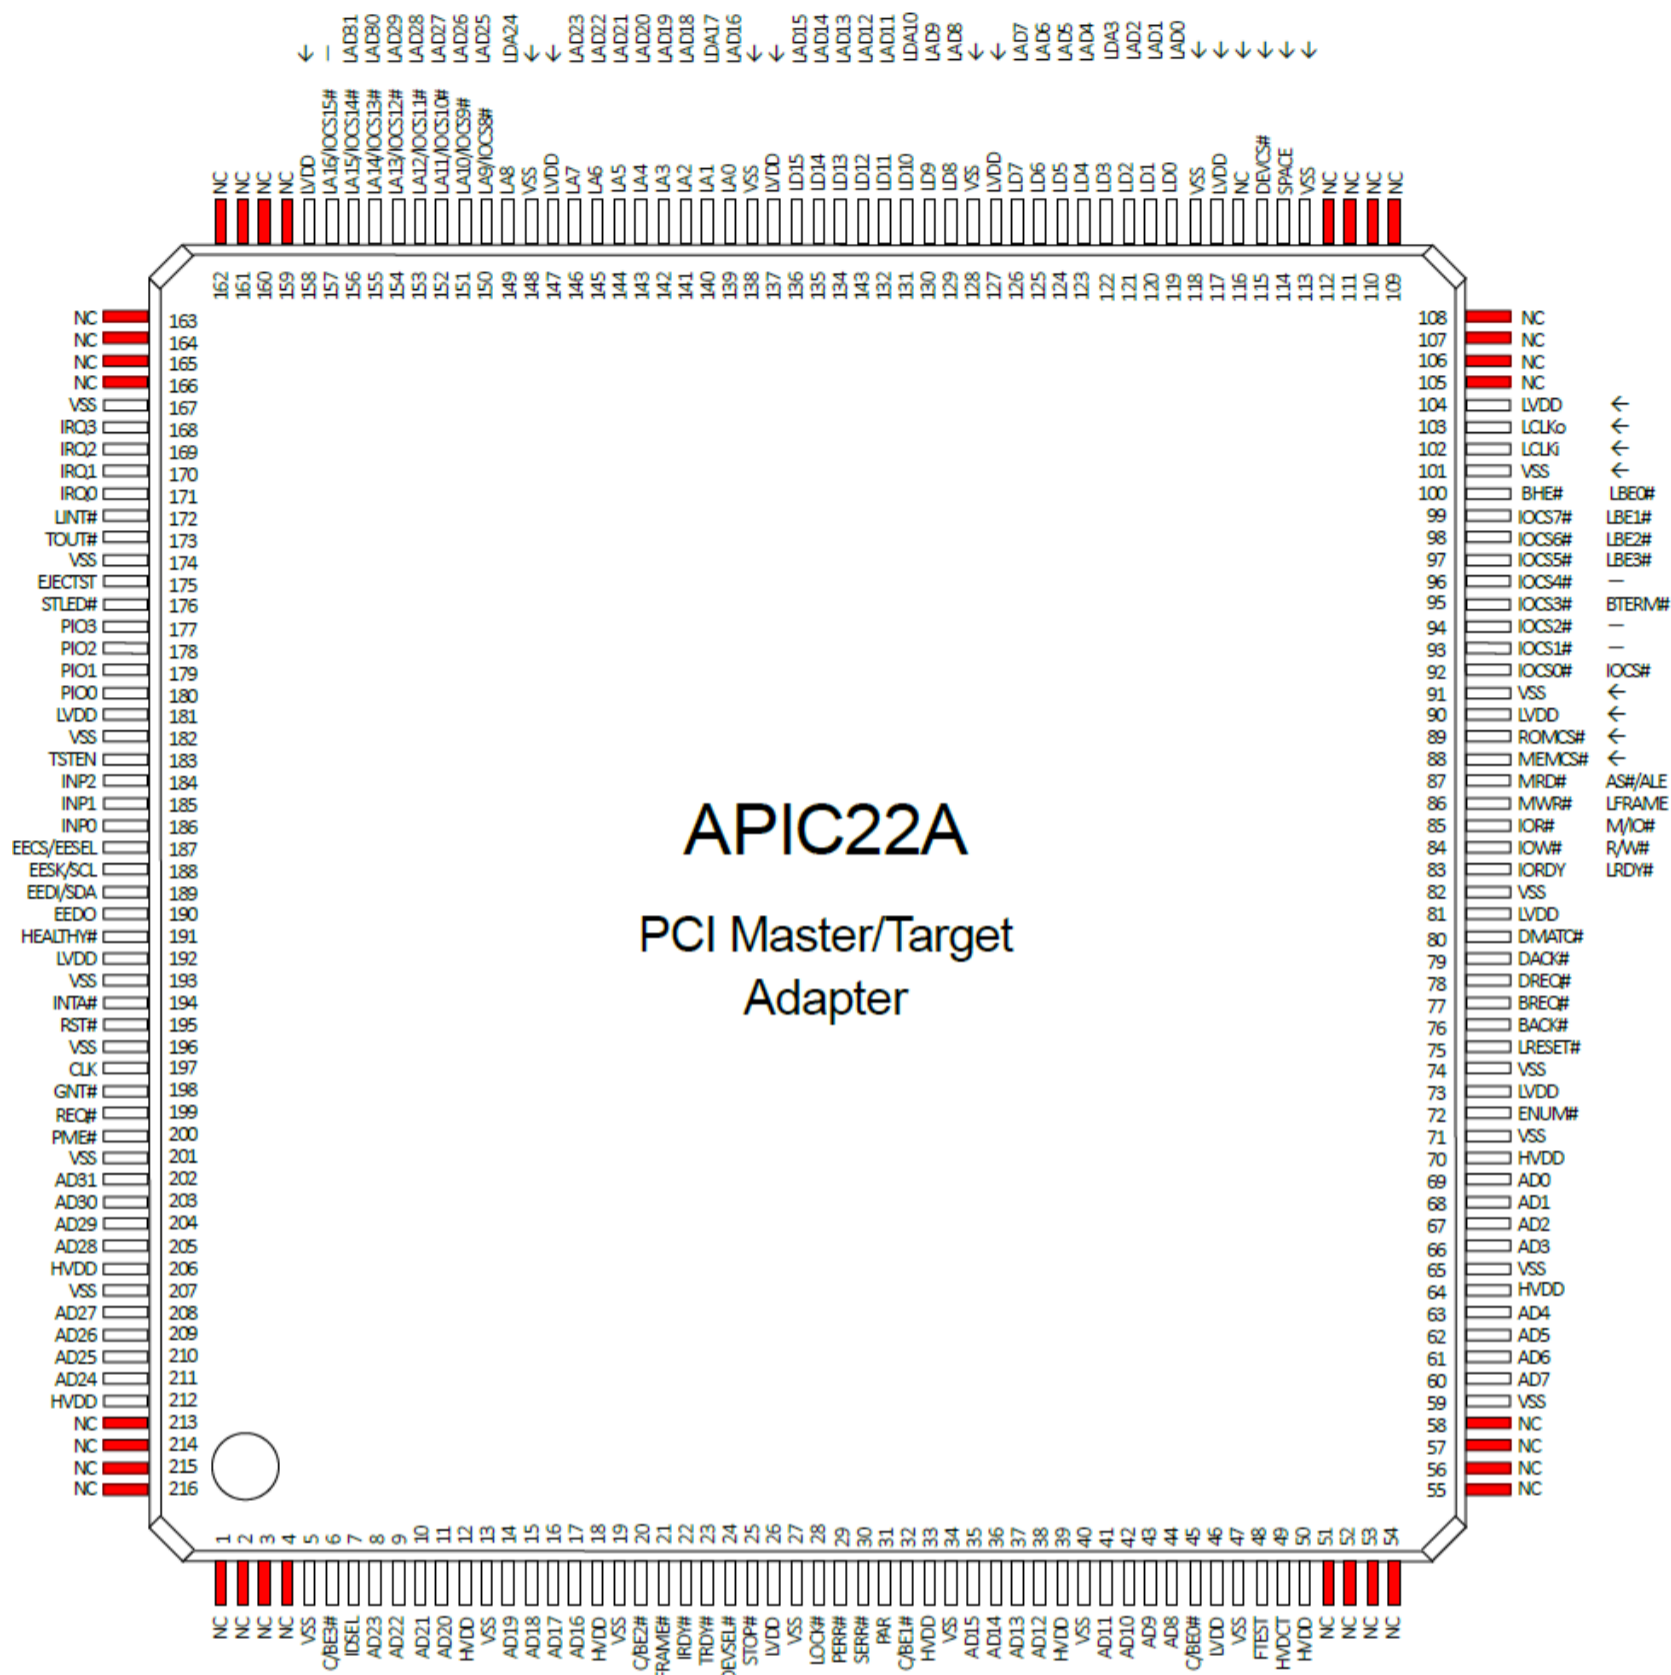 ← — LAD31 LAD30 LAD29 LAD28 LAD27 LAD26 LAD25 LDA24 ← ← LAD23 LAD22 LAD21 LAD20 LAD19 LAD18 LDA17 LAD16 ← ← LAD15 LAD14 LAD13 LAD12 LAD11 LDA10 LAD9 LAD8 ← ← LAD7 LAD6 LAD5 LAD4 LDA3 LAD2 LAD1 LAD0 ← ← ← ← ← ←
NC NC NC NC LVDD LA16/IOCS15# LA15/IOCS14# LA14/IOCS13# LA13/IOCS12# LA12/IOCS11# LA11/IOCS10# LA10/IOCS9# LA9/IOCS8# LA8 VSS LVDD LA7 LA6 LA5 LA4 LA3 LA2 LA1 LA0 VSS LVDD LD15 LD14 LD13 LD12 LD11 LD10 LD9 LD8 VSS LVDD LD7 LD6 LD5 LD4 LD3 LD2 LD1 LD0 VSS LVDD NC DEVCS# SPACE VSS NC NC NC NC
162 161 160 159 158 157 156 155 154 153 152 151 150 149 148 147 146 145 144 143 142 141 140 139 138 137 136 135 134 143 132 131 130 129 128 127 126 125 124 123 122 121 120 119 118 117 116 115 114 113 112 111 110 109
NC 163 108 NC
NC 164 107 NC
NC 165 106 NC
NC 166 105 NC
VSS 167 104 LVDD ←
IRQ3 168 103 LCLKo ←
IRQ2 169 102 LCLKi ←
IRQ1 170 101 VSS ←
IRQ0 171 100 BHE# LBE0#
LINT# 172 99 IOCS7# LBE1#
TOUT# 173 98 IOCS6# LBE2#
VSS 174 97 IOCS5# LBE3#
EJECTST 175 96 IOCS4# —
STLED# 176 95 IOCS3# BTERM#
PIO3 177 94 IOCS2# —
PIO2 178 93 IOCS1# —
PIO1 179 92 IOCS0# IOCS#
PIO0 180 91 VSS ←
LVDD 181 90 LVDD ←
VSS 182 89 ROMCS# ←
TSTEN 183 88 MEMCS# ←
INP2 184 87 MRD# AS#/ALE
INP1 185 86 MWR# LFRAME
INP0 186 85 IOR# M/IO#
EECS/EESEL 187 84 IOW# R/W#
EESK/SCL 188 83 IORDY LRDY#
EEDI/SDA 189 82 VSS
EEDO 190 81 LVDD
HEALTHY# 191 80 DMATC#
LVDD 192 79 DACK#
VSS 193 78 DREQ#
INTA# 194 77 BREQ#
RST# 195 76 BACK#
VSS 196 75 LRESET#
CLK 197 74 VSS
GNT# 198 73 LVDD
REQ# 199 72 ENUM#
PME# 200 71 VSS
VSS 201 70 HVDD
AD31 202 69 AD0
AD30 203 68 AD1
AD29 204 67 AD2
AD28 205 66 AD3
HVDD 206 65 VSS
VSS 207 64 HVDD
AD27 208 63 AD4
AD26 209 62 AD5
AD25 210 61 AD6
AD24 211 60 AD7
HVDD 212 59 VSS
NC 213 58 NC
NC 214 57 NC
NC 215 56 NC
NC 216 55 NC
APIC22A
PCI Master/Target
Adapter
1 2 3 4 5 6 7 8 9 10 11 12 13 14 15 16 17 18 19 20 21 22 23 24 25 26 27 28 29 30 31 32 33 34 35 36 37 38 39 40 41 42 43 44 45 46 47 48 49 50 51 52 53 54
NC NC NC NC VSS C/BE3# IDSEL AD23 AD22 AD21 AD20 HVDD VSS AD19 AD18 AD17 AD16 HVDD VSS C/BE2# FRAME# IRDY# TRDY# DEVSEL# STOP# LVDD VSS LOCK# PERR# SERR# PAR C/BE1# HVDD VSS AD15 AD14 AD13 AD12 HVDD VSS AD11 AD10 AD9 AD8 C/BE0# LVDD VSS FTEST HVDCT HVDD NC NC NC NC